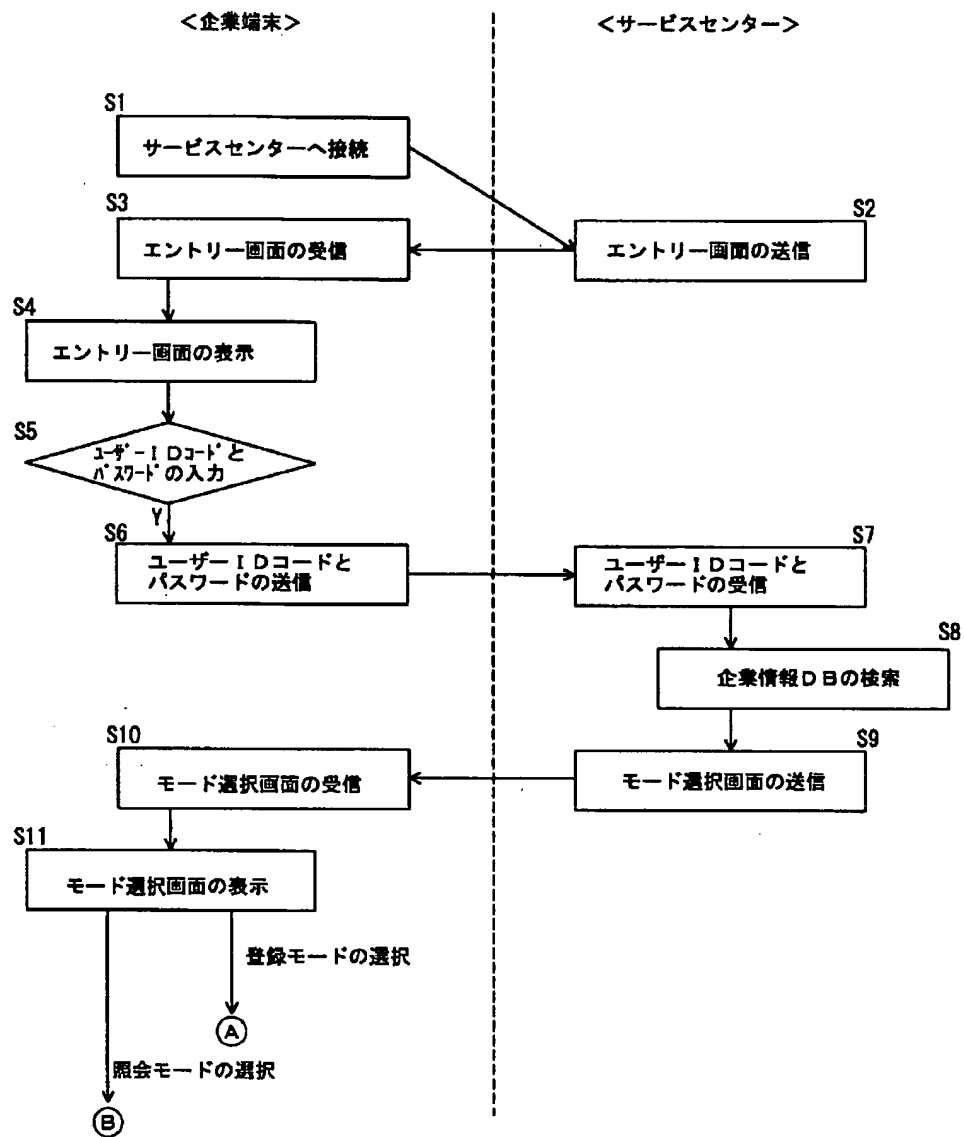 <企業端末>
<サービスセンター>
S1
サービスセンターへ接続
S3
エントリー画面の受信
S2
エントリー画面の送信
S4
エントリー画面の表示
S5
ユーザーIDコードと
パスワードの入力
Y
S6
ユーザーIDコードと
パスワードの送信
S7
ユーザーIDコードと
パスワードの受信
S8
企業情報DBの検索
S10
モード選択画面の受信
S9
モード選択画面の送信
S11
モード選択画面の表示
登録モードの選択
A
照会モードの選択
B